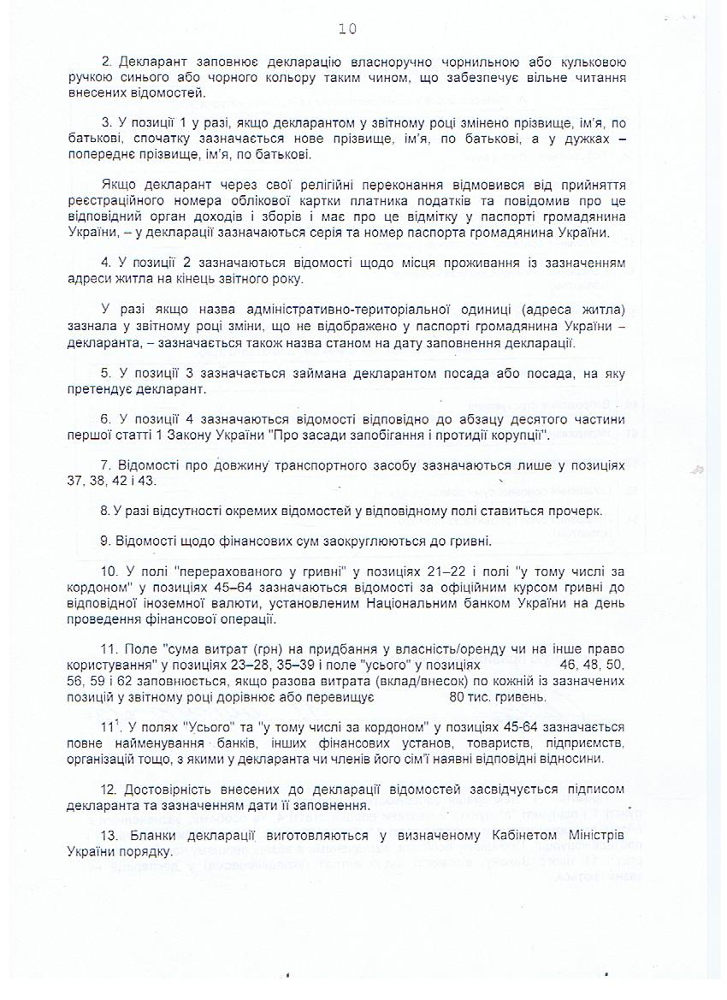 10
2. Декларант заповнює декларацію власноручно чорнильною або кульковою
ручкою синього або чорного кольору таким чином, що забезпечує вільне читання
внесених відомостей.
3. У позиції 1 у разі, якщо декларантом у звітному році змінено прізвище, ім’я, по
батькові, спочатку зазначається нове прізвище, ім’я, по батькові, а у дужках –
попереднє прізвище, ім’я, по батькові.
Якщо декларант через свої релігійні переконання відмовився від прийняття
реєстраційного номера облікової картки платника податків та повідомив про це
відповідний орган доходів і зборів і має про це відмітку у паспорті громадянина
України, – у декларації зазначаються серія та номер паспорта громадянина України.
4. У позиції 2 зазначаються відомості щодо місця проживання із зазначенням
адреси житла на кінець звітного року.
У разі якщо назва адміністративно-територіальної одиниці (адреса житла)
зазнала у звітному році зміни, що не відображено у паспорті громадянина України –
декларанта, – зазначається також назва станом на дату заповнення декларації.
5. У позиції 3 зазначається займана декларантом посада або посада, на яку
претендує декларант.
6. У позиції 4 зазначаються відомості відповідно до абзацу десятого частини
першої статті 1 Закону України "Про засади запобігання і протидії корупції".
7. Відомості про довжину транспортного засобу зазначаються лише у позиціях
37, 38, 42 і 43.
8. У разі відсутності окремих відомостей у відповідному полі ставиться прочерк.
9. Відомості щодо фінансових сум заокруглюються до гривні.
10. У полі "перерахованого у гривні" у позиціях 21–22 і полі "у тому числі за
кордоном" у позиціях 45–64 зазначаються відомості за офіційним курсом гривні до
відповідної іноземної валюти, установленим Національним банком України на день
проведення фінансової операції.
11. Поле "сума витрат (грн) на придбання у власність/оренду чи на інше право
користування" у позиціях 23–28, 35–39 і поле "усього" у позиціях 46, 48, 50,
56, 59 і 62 заповнюється, якщо разова витрата (вклад/внесок) по кожній із зазначених
позицій у звітному році дорівнює або перевищує 80 тис. гривень.
11¹. У полях "Усього" та "у тому числі за кордоном" у позиціях 45-64 зазначається
повне найменування банків, інших фінансових установ, товариств, підприємств,
організацій тощо, з якими у декларанта чи членів його сім’ї наявні відповідні відносини.
12. Достовірність внесених до декларації відомостей засвідчується підписом
декларанта та зазначенням дати її заповнення.
13. Бланки декларації виготовляються у визначеному Кабінетом Міністрів
України порядку.